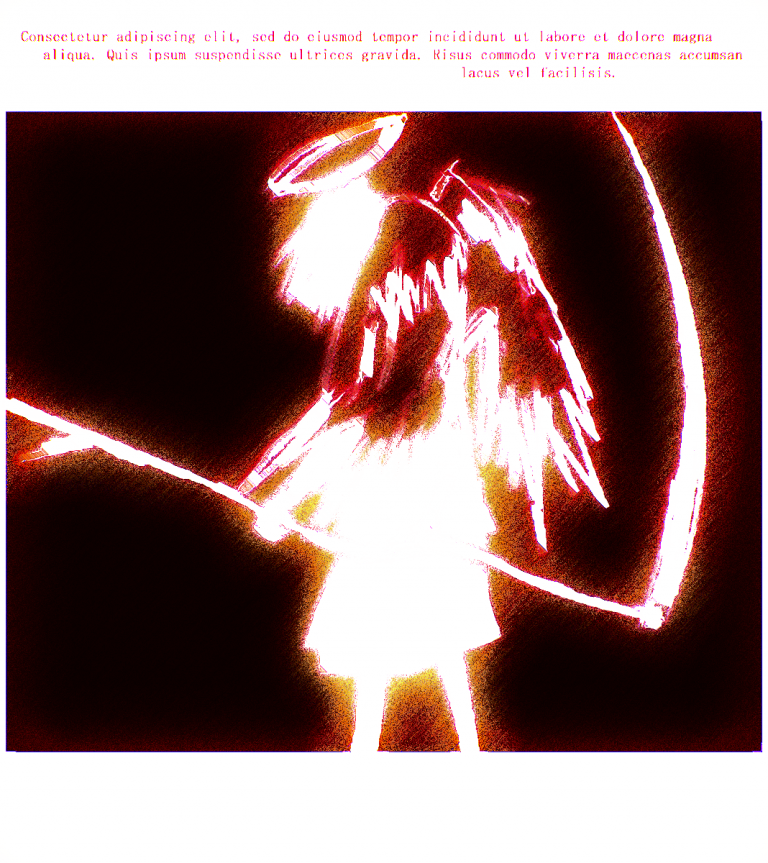 Consectetur adipiscing elit, sed do eiusmod tempor incididunt ut labore et dolore magna
aliqua. Quis ipsum suspendisse ultrices gravida. Risus commodo viverra maecenas accumsan
lacus vel facilisis.